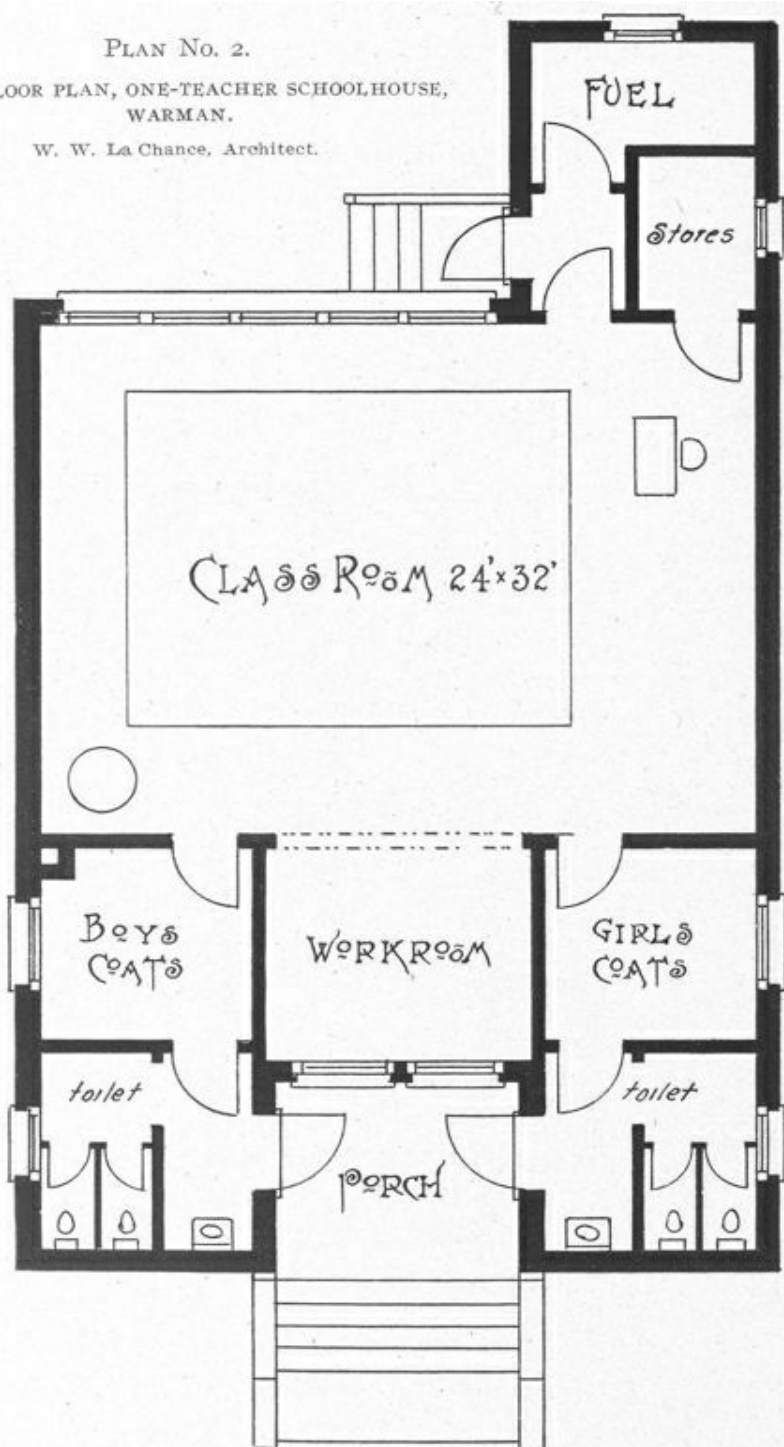 PLAN NO. 2.
LOOR PLAN, ONE-TEACHER SCHOOLHOUSE,
WARMAN.
W. W. La Chance, Architect.
FUEL
Stores
CLASS ROOM 24'×32'
BOYS
COATS
WORKROOM
GIRLS
COATS
toilet
toilet
PORCH